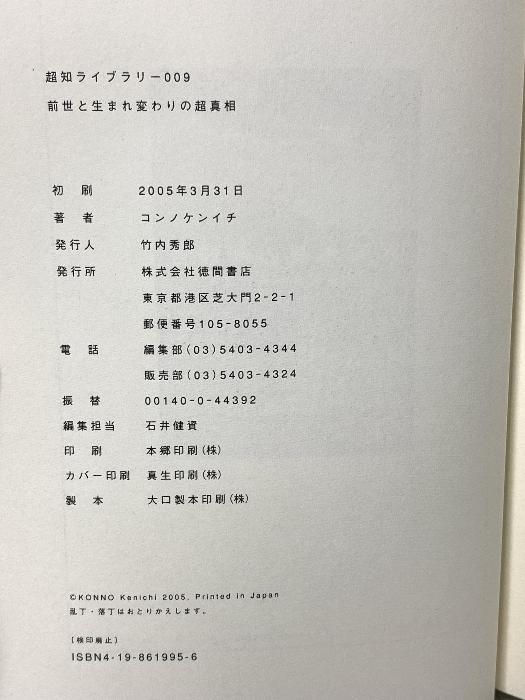 超知ライブラリー009
前世と生まれ変わりの超真相
初刷 2005年3月31日
著者 コンノケンイチ
発行人 竹内秀郎
発行所 株式会社徳間書店
東京都港区芝大門2-2-1
郵便番号105-8055
電話 編集部(03)5403-4344
販売部(03)5403-4324
振替 00140-0-44392
編集担当 石井健資
印刷 本郷印刷(株)
カバー印刷 真生印刷(株)
製本 大口製本印刷(株)
©KONNO Kenichi 2005, Printed in Japan
乱丁・落丁はおとりかえします。
[検印廃止]
ISBN4-19-861995-6